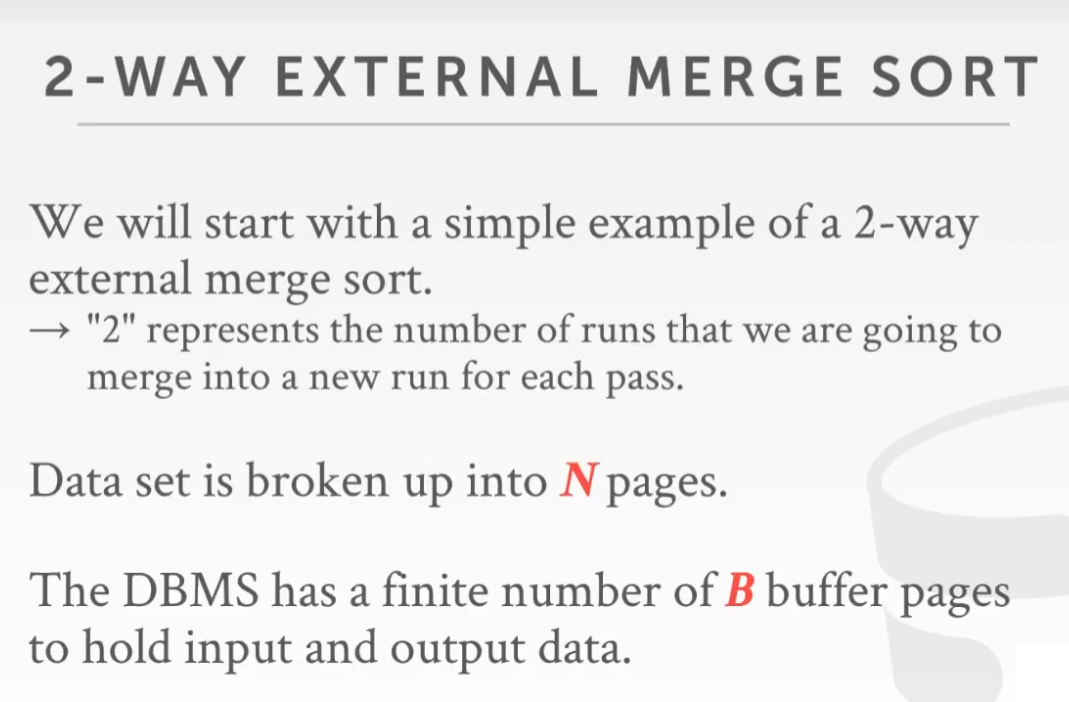 2-WAY EXTERNAL MERGE SORT
We will start with a simple example of a 2-way
external merge sort.
→ "2" represents the number of runs that we are going to
merge into a new run for each pass.
Data set is broken up into N pages.
The DBMS has a finite number of B buffer pages
to hold input and output data.